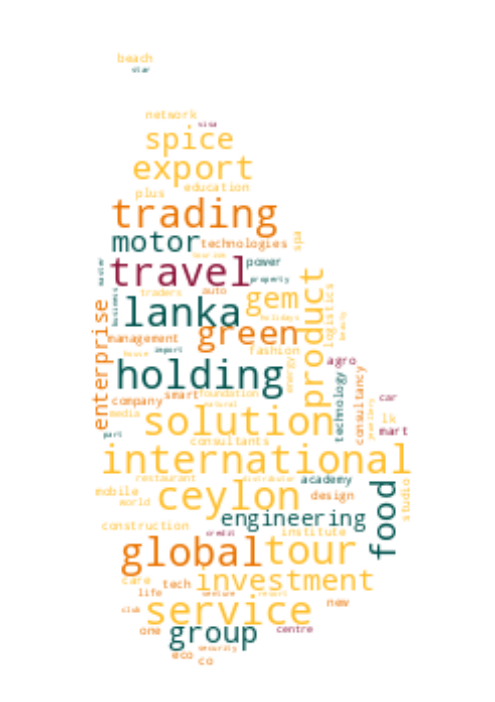 beach
star
network
visa
spice
export
education
plus
trading
motor
technologies
spa
tourism
travel
power
master
property
auto
traders
business
lanka
gem
product
logistics
beauty
holidays
green
enterprise
management
fashion
house
import
holding
energy
agro
technology
consultancy
smart
foundation
company
natural
car
jewellery
media
solution
lk
mart
part
consultants
international
restaurant
distributor
academy
mobile
ceylon
design
world
studio
food
engineering
construction
credit
institute
global
tour
care
tech
investment
life
venture
resort
new
club
service
one
group
centre
security
eco
co